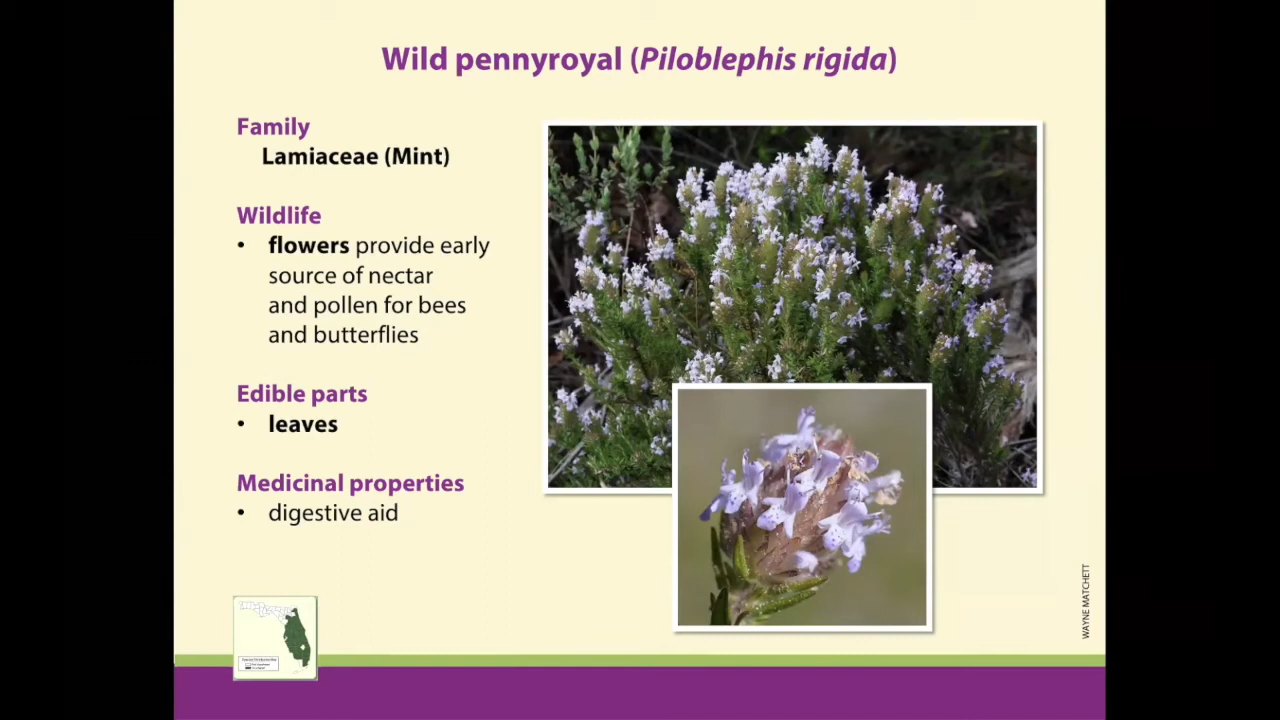 Wild pennyroyal (Piloblephis rigida)
Family
Lamiaceae (Mint)
Wildlife
• flowers provide early
source of nectar
and pollen for bees
and butterflies
Edible parts
• leaves
Medicinal properties
• digestive aid
WAYNE MATCHETT